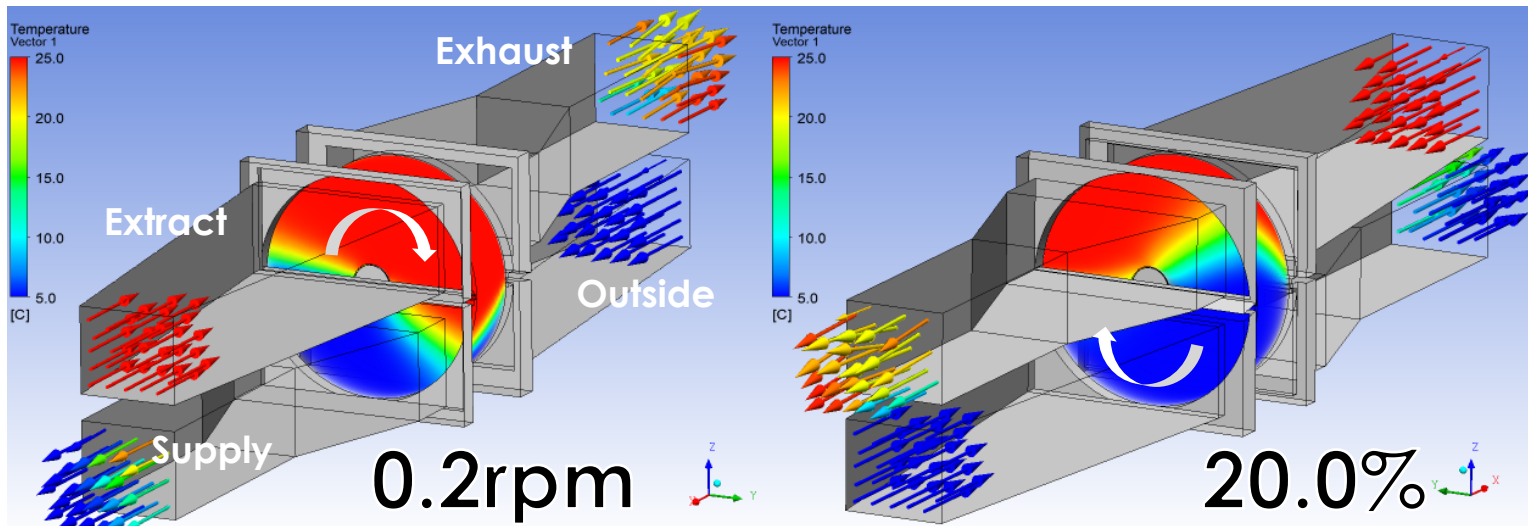 Temperature
Vector 1
25.0
20.0
15.0
10.0
5.0
[C]
Exhaust
Extract
Outside
Supply
0.2rpm
Z
Y
X
Temperature
Vector 1
25.0
20.0
15.0
10.0
5.0
[C]
20.0%
Z
Y
X